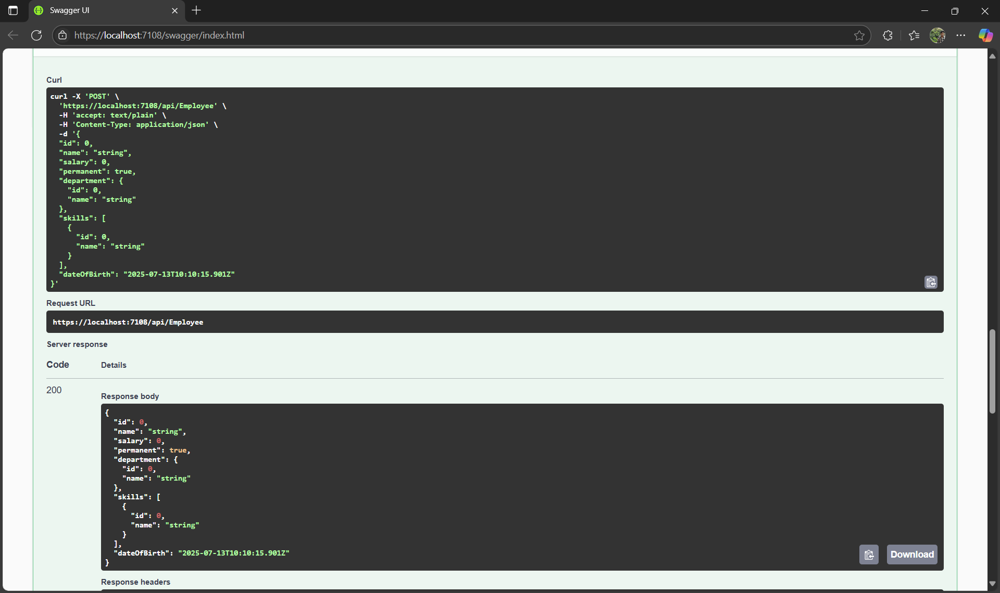 Swagger UI
https://localhost:7108/swagger/index.html
Curl
curl -X 'POST' \
'https://localhost:7108/api/Employee' \
-H 'accept: text/plain' \
-H 'Content-Type: application/json' \
-d '{
"id": 0,
"name": "string",
"salary": 0,
"permanent": true,
"department": {
"id": 0,
"name": "string"
},
"skills": [
{
"id": 0,
"name": "string"
}
],
"dateOfBirth": "2025-07-13T10:10:15.901Z"
}'
Request URL
https://localhost:7108/api/Employee
Server response
Code Details
200
Response body
{
"id": 0,
"name": "string",
"salary": 0,
"permanent": true,
"department": {
"id": 0,
"name": "string"
},
"skills": [
{
"id": 0,
"name": "string"
}
],
"dateOfBirth": "2025-07-13T10:10:15.901Z"
}
Download
Response headers